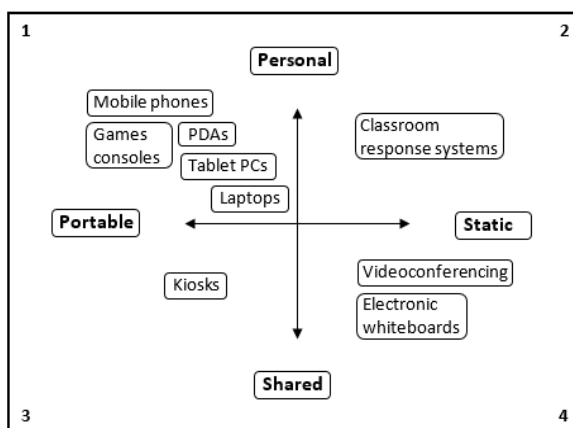 1
2
Personal
Mobile phones
Games
consoles
PDAs
Classroom
response systems
Tablet PCs
Laptops
Portable
Static
Kiosks
Videoconferencing
Electronic
whiteboards
Shared
3
4